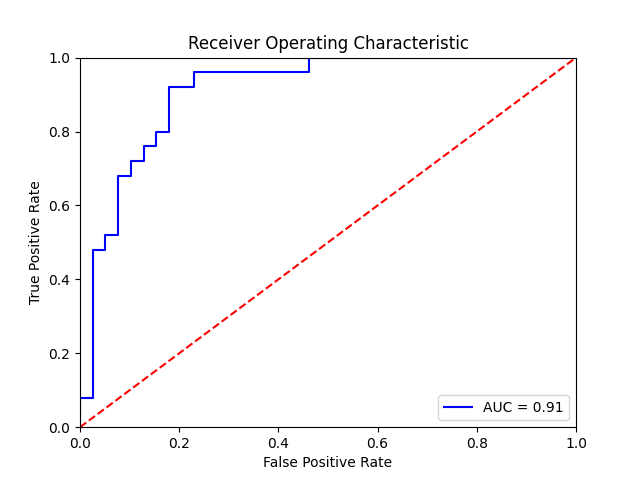 Receiver Operating Characteristic
True Positive Rate
1.0
0.8
0.6
0.4
0.2
0.0
AUC = 0.91
0.0 0.2 0.4 0.6 0.8 1.0
False Positive Rate